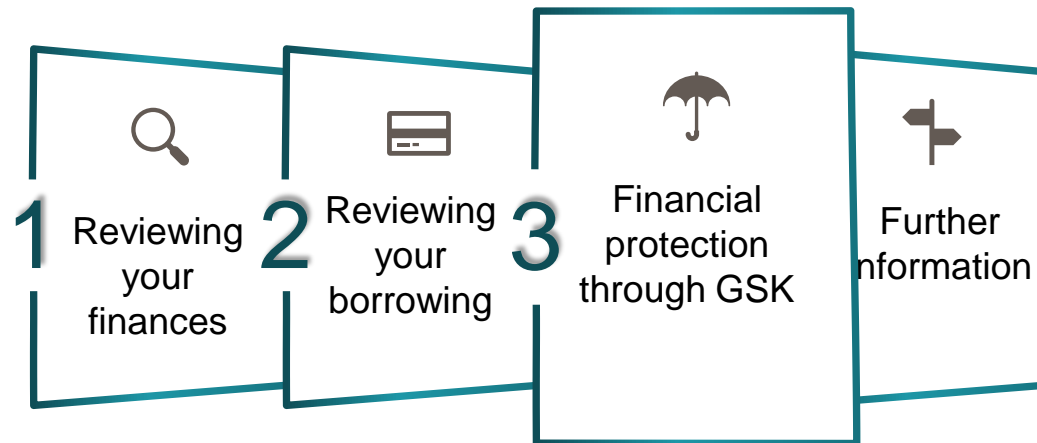 1
Reviewing
your
finances
2
Reviewing
your
borrowing
3
Financial
protection
through GSK
Further
nformation